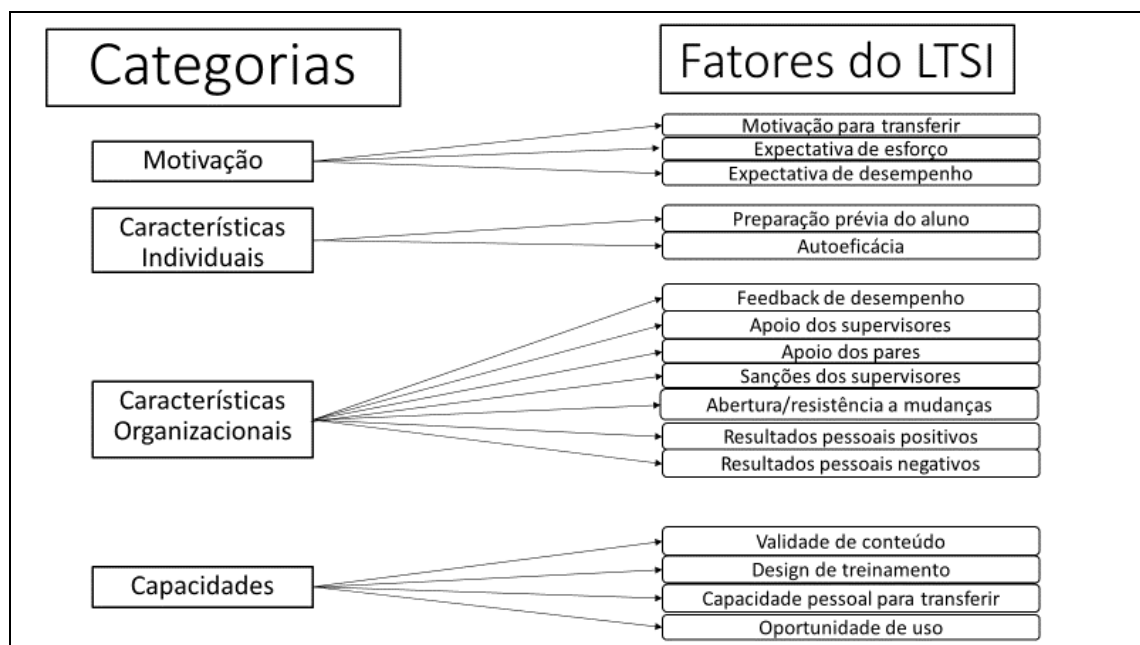 Categorias
Fatores do LTSI
Motivação
Motivação para transferir
Expectativa de esforço
Expectativa de desempenho
Característificas
Individuais
Preparação prévia do aluno
Autoeficácia
Característificas
Organizacionais
Feedback de desempenho
Apoio dos supervisores
Apoio dos pares
Sanções dos supervisores
Abertura/resistência a mudanças
Resultados pessoais positivos
Resultados pessoais negativos
Capacidades
Validade de conteúdo
Design de treinamento
Capacidade pessoal para transferir
Oportunidade de uso